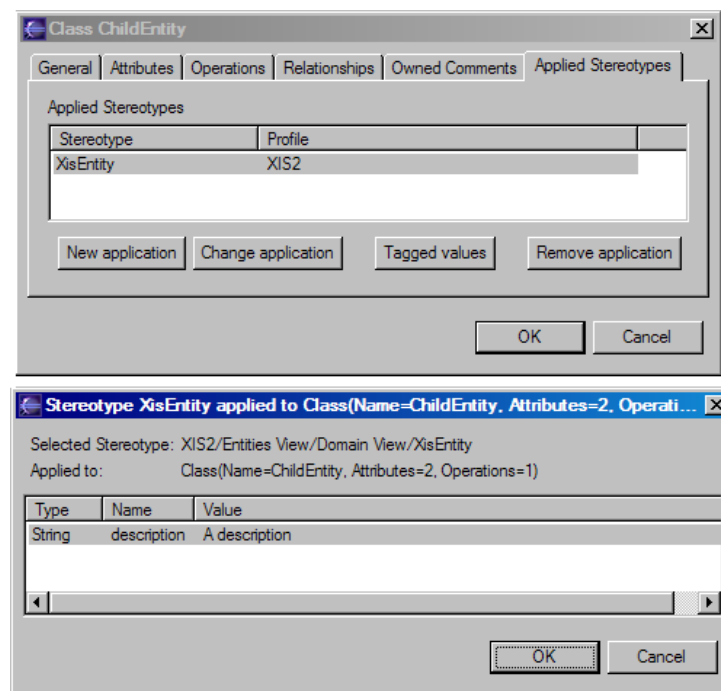 Class ChildEntity
General Attributes Operations Relationships Owned Comments Applied Stereotypes
Applied Stereotypes
Stereotype Profile
XisEntity XIS2
New application Change application Tagged values Remove application
OK Cancel
Stereotype XisEntity applied to Class(Name=ChildEntity, Attributes=2, Operati...
Selected Stereotype: XIS2/Entities View/Domain View/XisEntity
Applied to: Class(Name=ChildEntity, Attributes=2, Operations=1)
Type Name Value
String description A description
OK Cancel